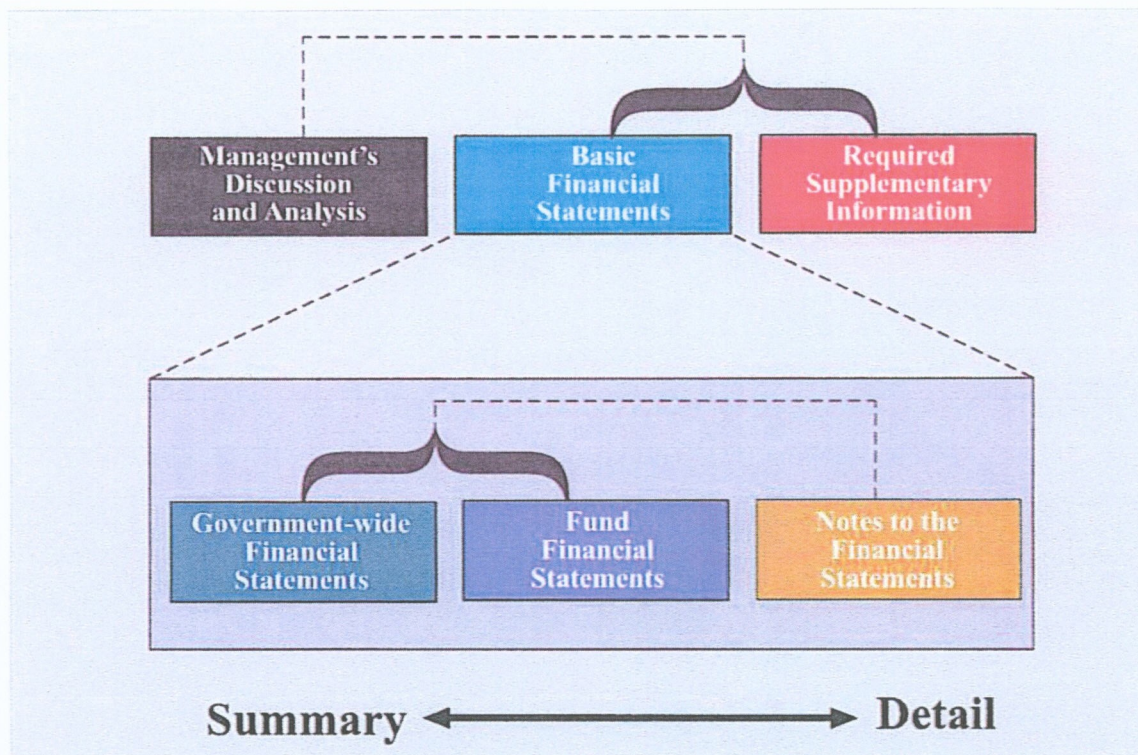 Management's
Discussion
and Analysis
Basic
Financial
Statements
Required
Supplementary
Information
Government-wide
Financial
Statements
Fund
Financial
Statements
Notes to the
Financial
Statements
Summary
Detail